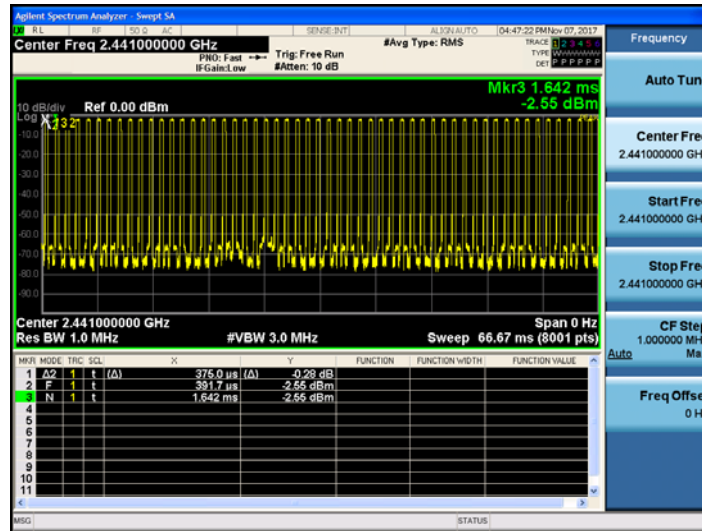 Agilent Spectrum Analyzer - Swept SA
RL RF 50 Ω AC SENSE:INT ALIGNAUTO 04:47:22 PM Nov 07, 2017
Center Freq 2.441000000 GHz #Avg Type: RMS TRACE 1 2 3 4 5 6
PNO: Fast Trig: Free Run TYPE
IFGain:Low #Atten: 10 dB DET P P P P P P
Mkr3 1.642 ms
10 dB/div Ref 0.00 dBm -2.55 dBm
Log
-10.0
-20.0
-30.0
-40.0
-50.0
-60.0
-70.0
-80.0
-90.0
Center 2.441000000 GHz Span 0 Hz
Res BW 1.0 MHz #VBW 3.0 MHz Sweep 66.67 ms (8001 pts)
MKR MODE TRC SCL X Y FUNCTION FUNCTION WIDTH FUNCTION VALUE
1 Δ2 1 t (Δ) 375.0 µs (Δ) -0.28 dB
2 F 1 t 391.7 µs -2.55 dBm
3 N 1 t 1.642 ms -2.55 dBm
4
5
6
7
8
9
10
11
MSG STATUS
Frequency
Auto Tun
Center Fre
2.441000000 GH
Start Fre
2.441000000 GH
Stop Fre
2.441000000 GH
CF Step
1.000000 MH
Auto Ma
Freq Offse
0 H